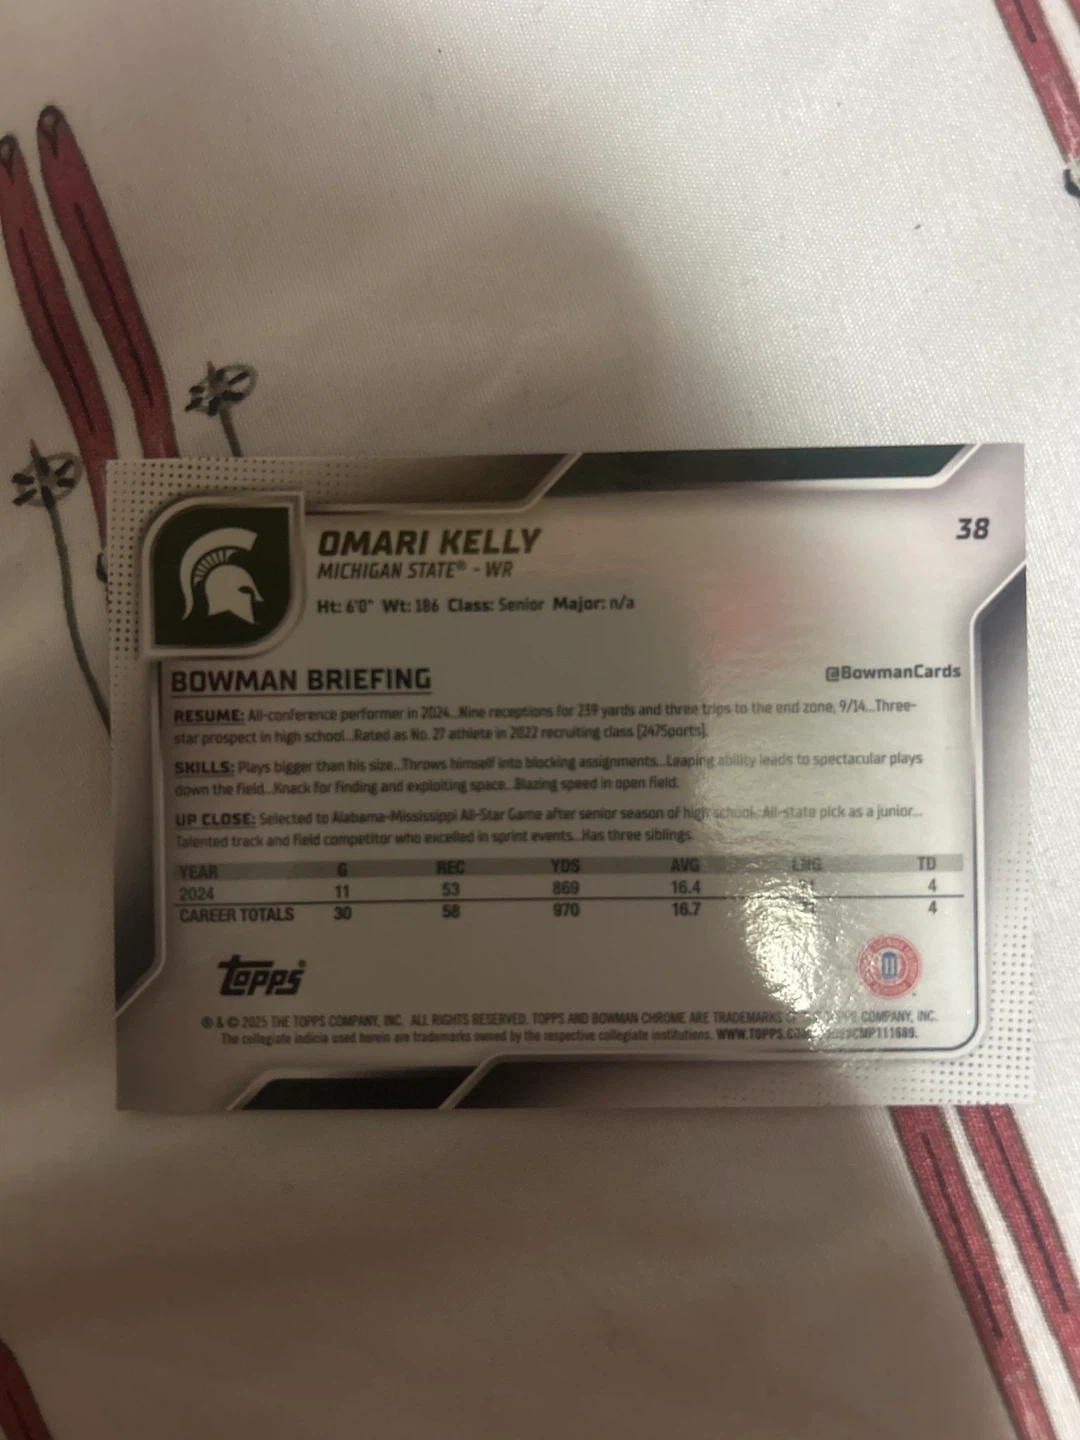 38
OMARI KELLY
MICHIGAN STATE® - WR
Ht: 6'0" Wt: 186 Class: Senior Major: n/a
BOWMAN BRIEFING
@BowmanCards
RESUME: All-conference performer in 2024...Nine receptions for 239 yards and three trips to the end zone, 9/14...Three-
star prospect in high school...Rated as No. 27 athlete in 2022 recruiting class (247Sports).
SKILLS: Plays bigger than his size...Throws himself into blocking assignments...Leaping ability leads to spectacular plays
down the field...Knack for finding and exploiting space...Blazing speed in open field.
UP CLOSE: Selected to Alabama-Mississippi All-Star Game after senior season of high school...All-state pick as a junior...
Talented track and field competitor who excelled in sprint events...Has three siblings.
YEAR G REC YDS AVG LNG TD
2024 11 53 869 16.4 4
CAREER TOTALS 30 58 970 16.7 4
Topps®
® & © 2025 THE TOPPS COMPANY, INC. ALL RIGHTS RESERVED. TOPPS AND BOWMAN CHROME ARE TRADEMARKS COMPANY, INC.
The collegiate indicia used herein are trademarks owned by the respective collegiate institutions. WWW.TOPPS.COM CMP111689.